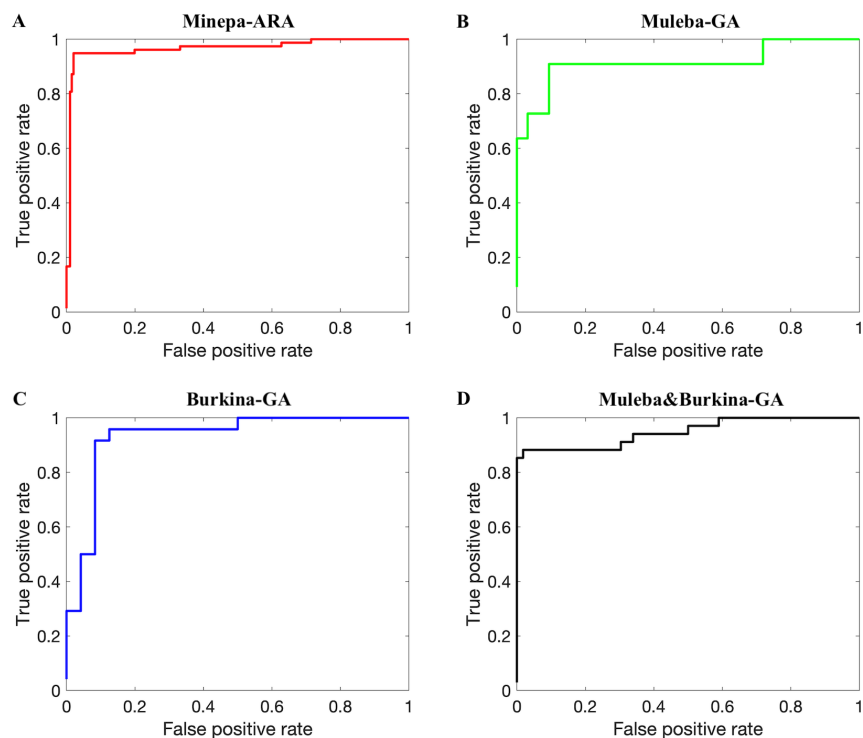 A
Minepa-ARA
1
0.8
0.6
0.4
0.2
0
0 0.2 0.4 0.6 0.8 1
True positive rate
False positive rate
B
Muleba-GA
1
0.8
0.6
0.4
0.2
0
0 0.2 0.4 0.6 0.8 1
True positive rate
False positive rate
C
Burkina-GA
1
0.8
0.6
0.4
0.2
0
0 0.2 0.4 0.6 0.8 1
True positive rate
False positive rate
D
Muleba&Burkina-GA
1
0.8
0.6
0.4
0.2
0
0 0.2 0.4 0.6 0.8 1
True positive rate
False positive rate